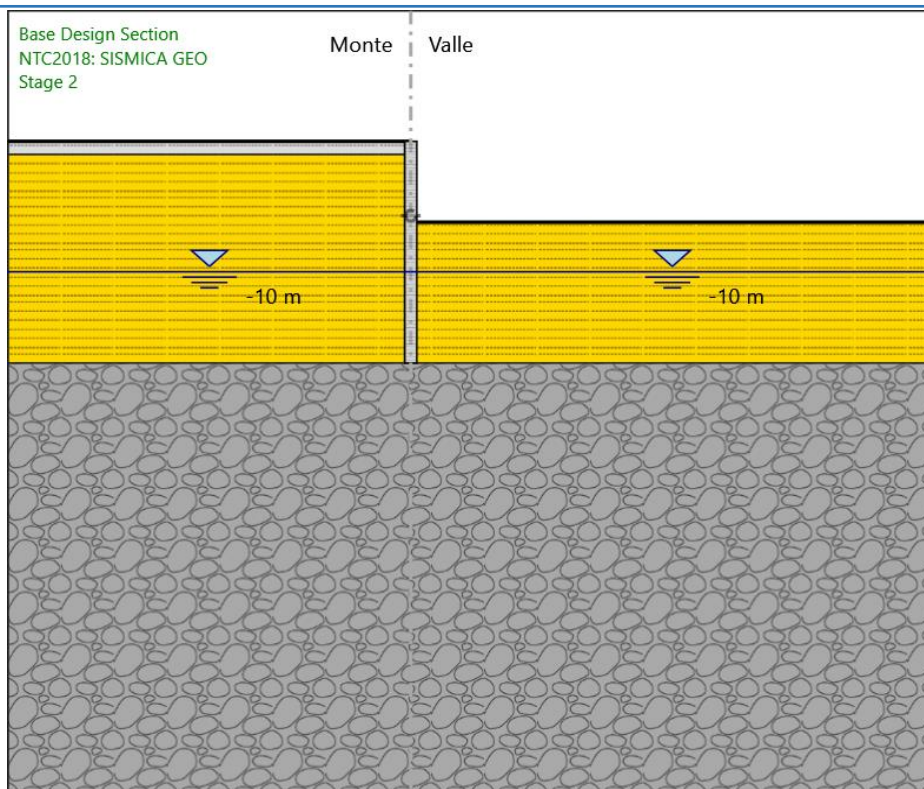 Base Design Section
NTC2018: SISMICA GEO
Stage 2
Monte
Valle
-10 m
-10 m